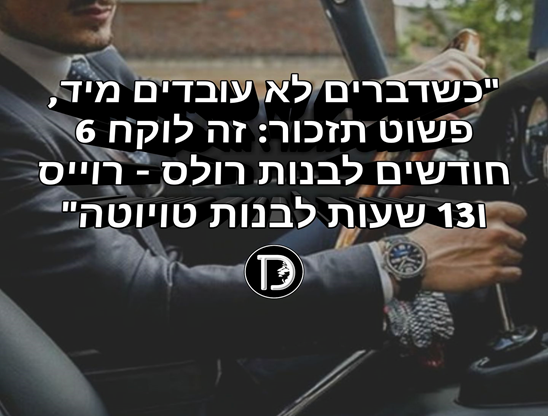 "כשדברים לא עובדים מיד,
פשוט תזכור: זה לוקח 6
חודשים לבנות רולס - רוייס
ו13 שעות לבנות טויוטה"
D